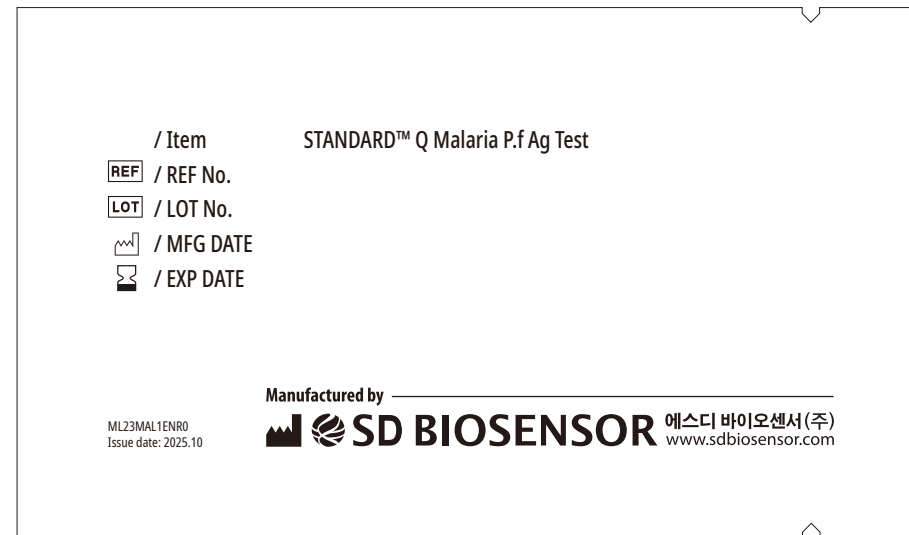 / Item STANDARD™ Q Malaria P.f Ag Test
REF / REF No.
LOT / LOT No.
/ MFG DATE
/ EXP DATE
Manufactured by
ML23MAL1ENR0
Issue date: 2025.10
SD BIOSENSOR
에스디 바이오센서(주)
www.sdbiosensor.com